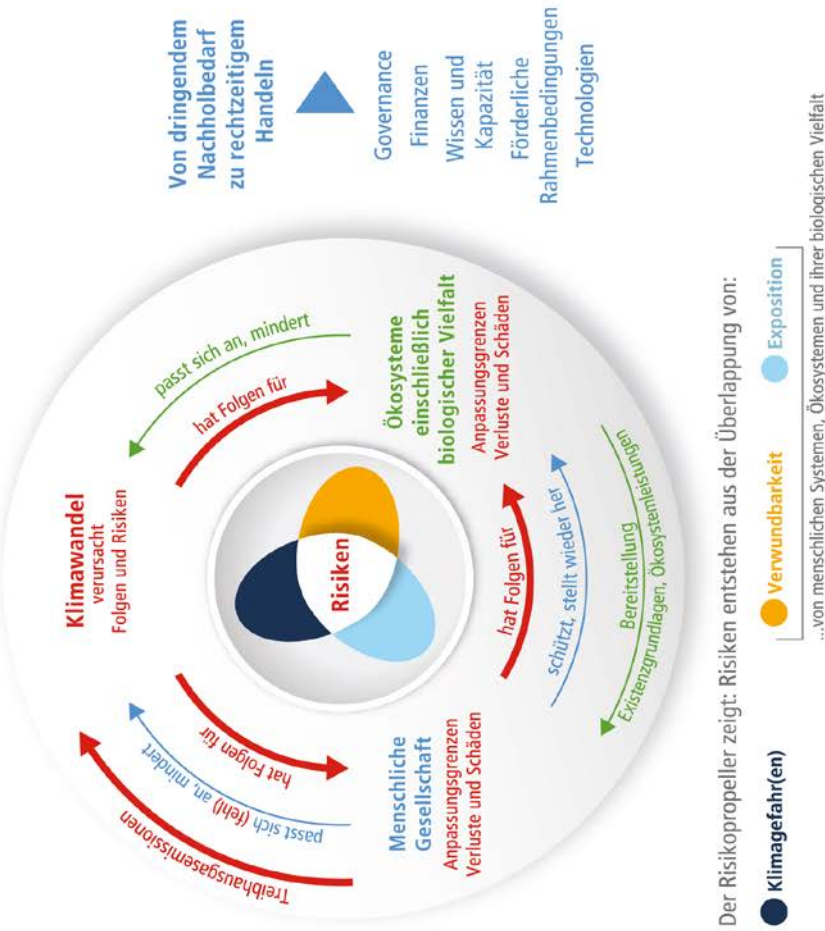 Von dringendem
Nachholbedarf
zu rechtzeitigem
Handeln
Governance
Finanzen
Wissen und
Kapazität
Förderliche
Rahmenbedingungen
Technologien
Klimawandel
verursacht
Folgen und Risiken
Treibhausgasemissionen
passt sich (fehl) an, mindert
hat Folgen für
passt sich an, mindert
hat Folgen für
Risiken
Menschliche
Gesellschaft
Anpassungsgrenzen
Verluste und Schäden
Ökosysteme
einschließlich
biologischer Vielfalt
Anpassungsgrenzen
Verluste und Schäden
hat Folgen für
schützt, stellt wieder her
Bereitstellung
Existenzgrundlagen, Ökosystemleistungen
Der Risikopropeller zeigt: Risiken entstehen aus der Überlappung von:
Klimagefahr(en)
Verwundbarkeit
Exposition
...von menschlichen Systemen, Ökosystemen und ihrer biologischen Vielfalt